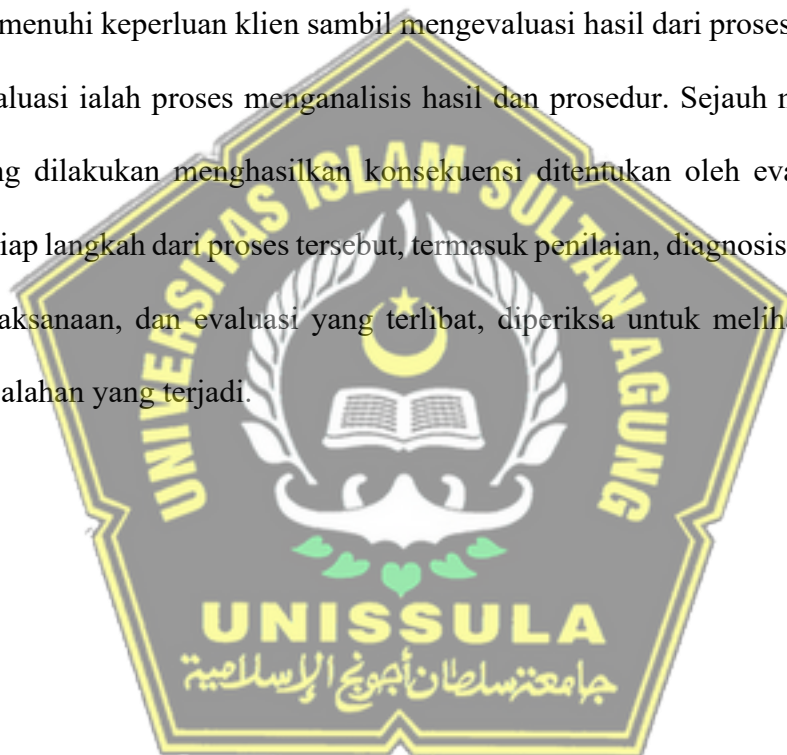 menuhi keperluan klien sambil mengevaluasi hasil dari proses
aluasi ialah proses menganalisis hasil dan prosedur. Sejauh
ng dilakukan menghasilkan konsekuensi ditentukan oleh
iap langkah dari proses tersebut, termasuk penilaian, diagnosis
aksanaan, dan evaluasi yang terlibat, diperiksa untuk
alahan yang terjadi.
UNIVERSITAS ISLAM SULTAN AGUNG
UNISSULA
جامعة سلطان أجونج الإسلامية